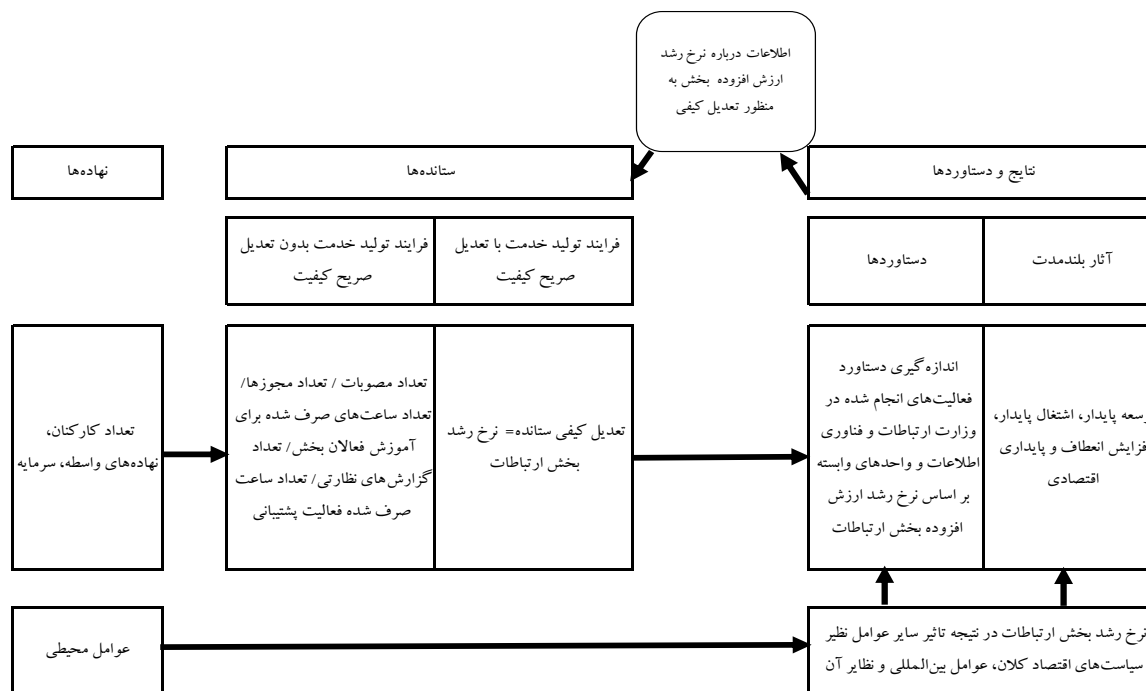 اطلاعات درباره نرخ رشد
ارزش افزوده بخش به
منظور تعدیل کیفی
نهاده‌ها
ستانده‌ها
نتایج و دستاوردها
فرایند تولید خدمت بدون تعدیل
صریح کیفیت
فرایند تولید خدمت با تعدیل
صریح کیفیت
دستاوردها
آثار بلندمدت
تعداد کارکنان،
نهاده‌های واسطه، سرمایه
تعداد مصوبات / تعداد مجوزها/
تعداد ساعت‌های صرف شده برای
آموزش فعالان بخش/ تعداد
گزارش‌های نظارتی/ تعداد ساعت
صرف شده فعالیت پشتیبانی
تعدیل کیفی ستانده= نرخ رشد
بخش ارتباطات
اندازه‌گیری دستاورد
فعالیت‌های انجام شده در
وزارت ارتباطات و فناوری
اطلاعات و واحدهای وابسته
بر اساس نرخ رشد ارزش
افزوده بخش ارتباطات
وسعه پایدار، اشتغال پایدار،
فزایش انعطاف و پایداری
اقتصادی
عوامل محیطی
نرخ رشد بخش ارتباطات در نتیجه تاثیر سایر عوامل نظیر
سیاست‌های اقتصاد کلان، عوامل بین‌المللی و نظایر آن